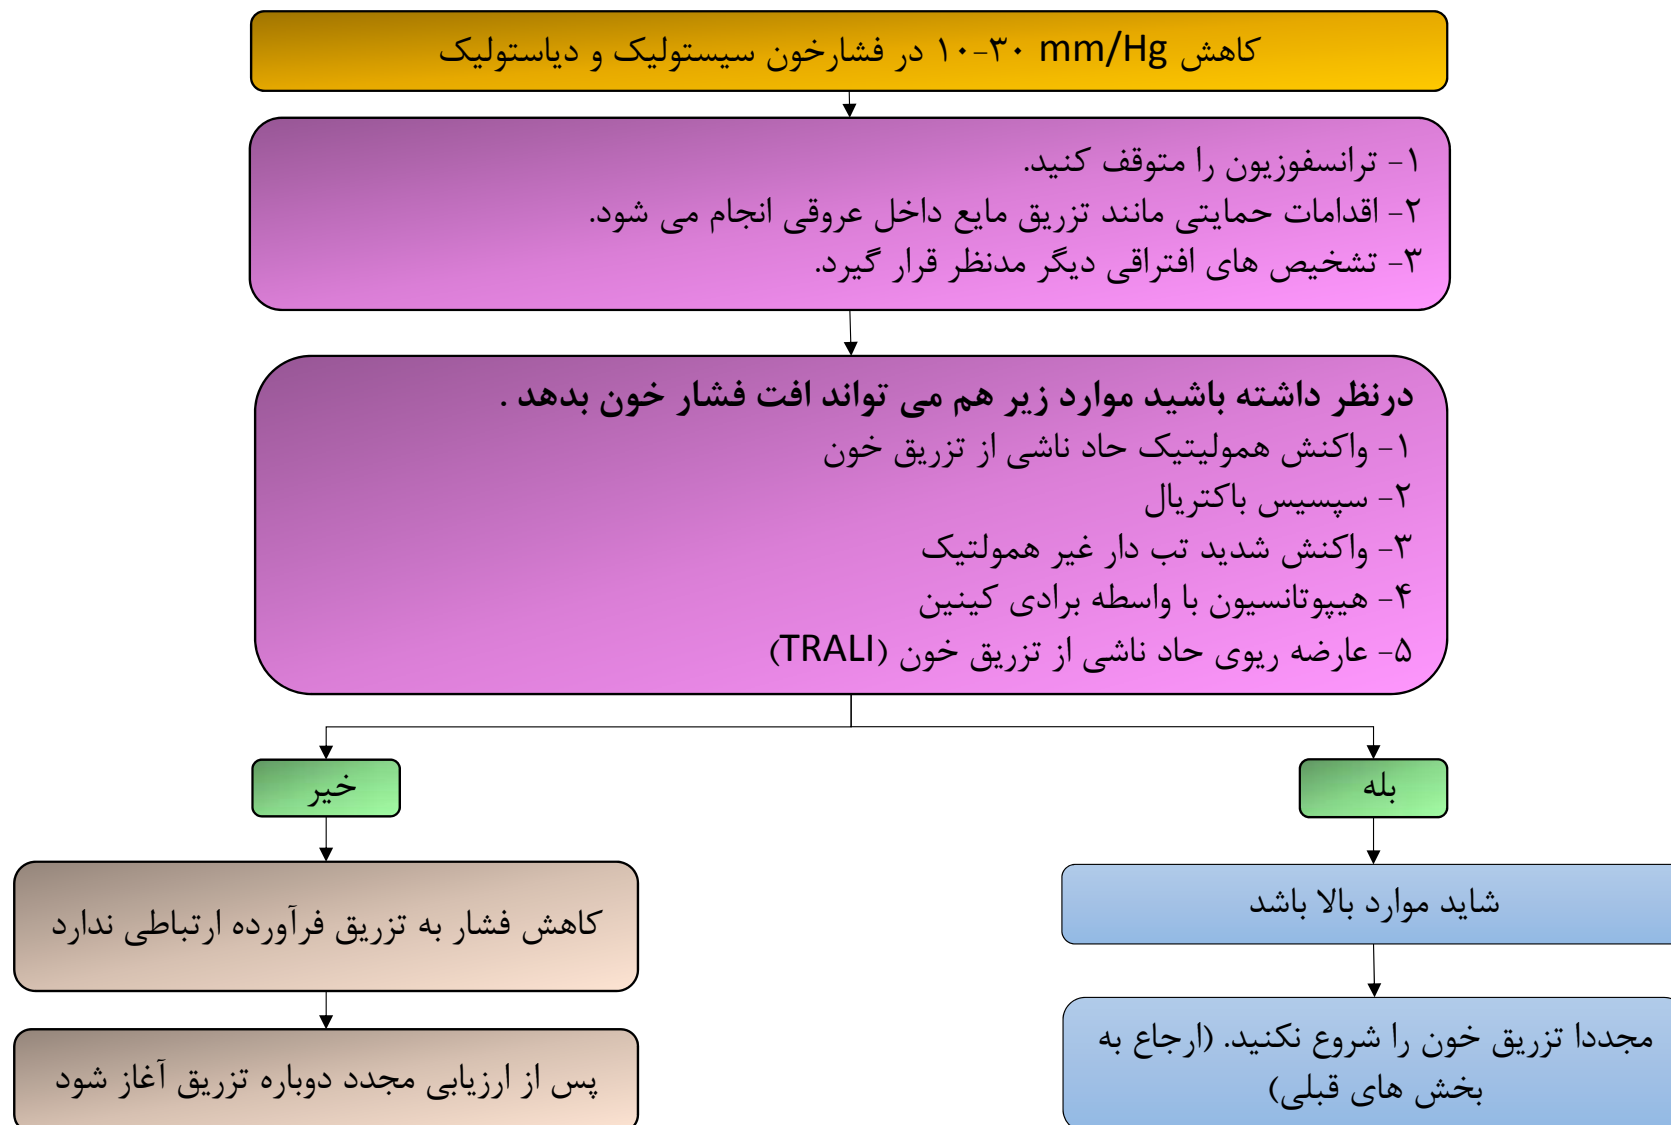 کاهش ۱۰-۳۰ mm/Hg در فشارخون سیستولیک و دیاستولیک
۱- ترانسفوزیون را متوقف کنید.
۲- اقدامات حمایتی مانند تزریق مایع داخل عروقی انجام می شود.
۳- تشخیص های افتراقی دیگر مدنظر قرار گیرد.
درنظر داشته باشید موارد زیر هم می تواند افت فشار خون بدهد .
۱- واکنش همولیتیک حاد ناشی از تزریق خون
۲- سپسیس باکتریال
۳- واکنش شدید تب دار غیر همولتیک
۴- هیپوتانسیون با واسطه برادی کینین
۵- عارضه ریوی حاد ناشی از تزریق خون (TRALI)
بله
خیر
شاید موارد بالا باشد
کاهش فشار به تزریق فرآورده ارتباطی ندارد
مجددا تزریق خون را شروع نکنید. (ارجاع به
بخش های قبلی)
پس از ارزیابی مجدد دوباره تزریق آغاز شود